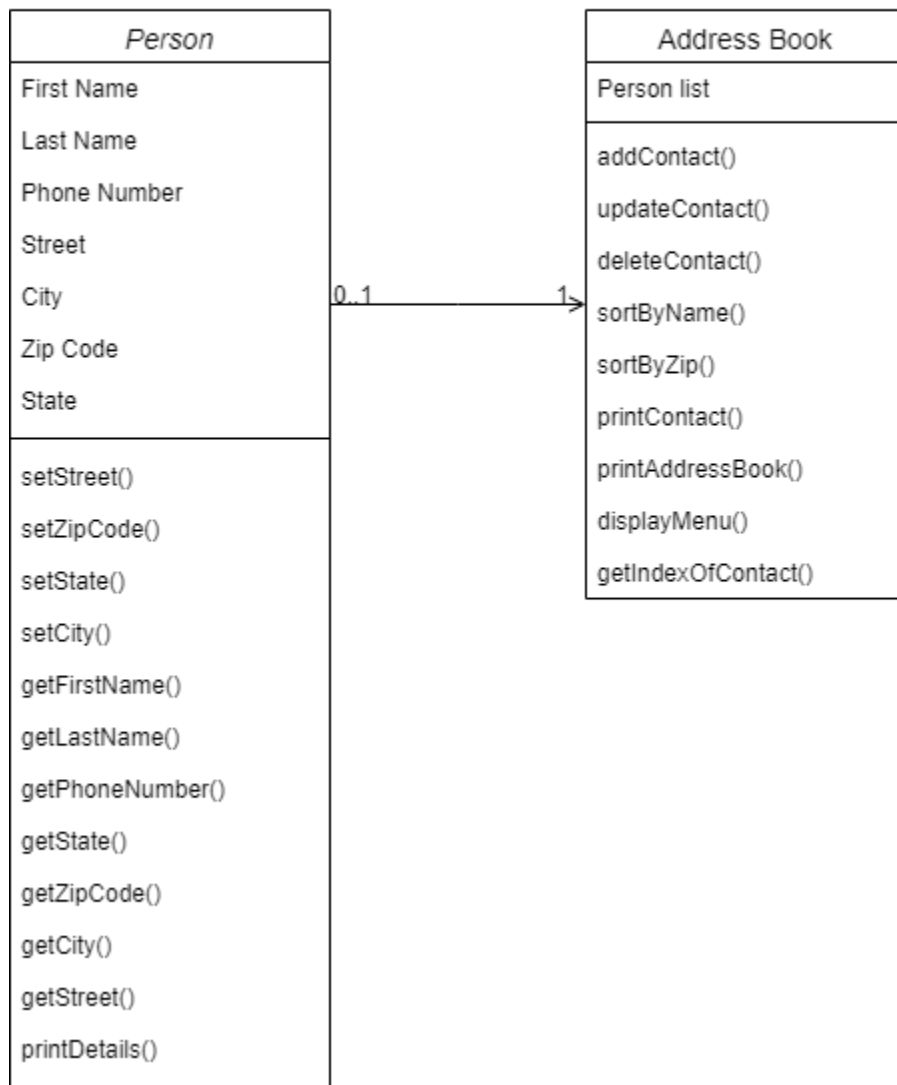 Person
First Name
Last Name
Phone Number
Street
City
Zip Code
State
setStreet()
setZipCode()
setState()
setCity()
getFirstName()
getLastName()
getPhoneNumber()
getState()
getZipCode()
getCity()
getStreet()
printDetails()
0..1
1
Address Book
Person list
addContact()
updateContact()
deleteContact()
sortByName()
sortByZip()
printContact()
printAddressBook()
displayMenu()
getIndexOfContact()